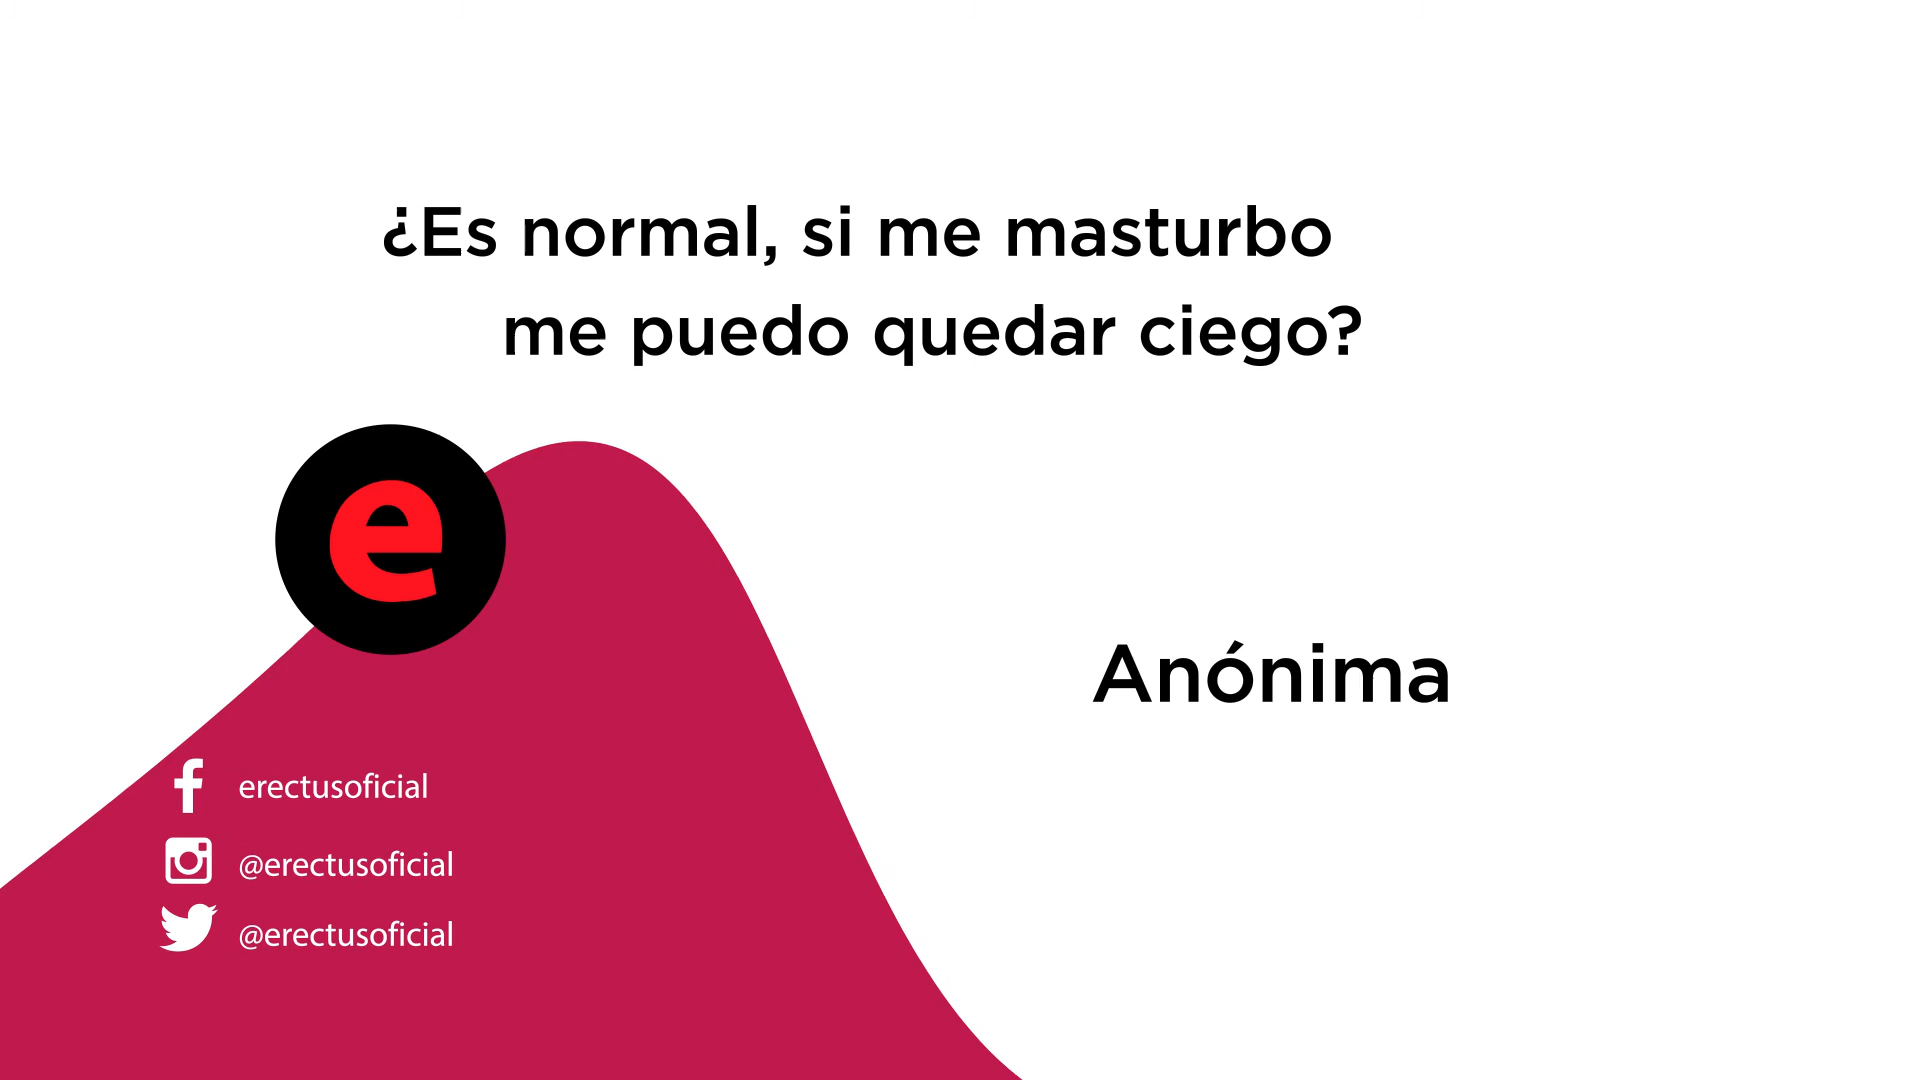 ¿Es normal, si me masturbo
me puedo quedar ciego?
e
Anónima
erectusoficial
@erectusoficial
@erectusoficial